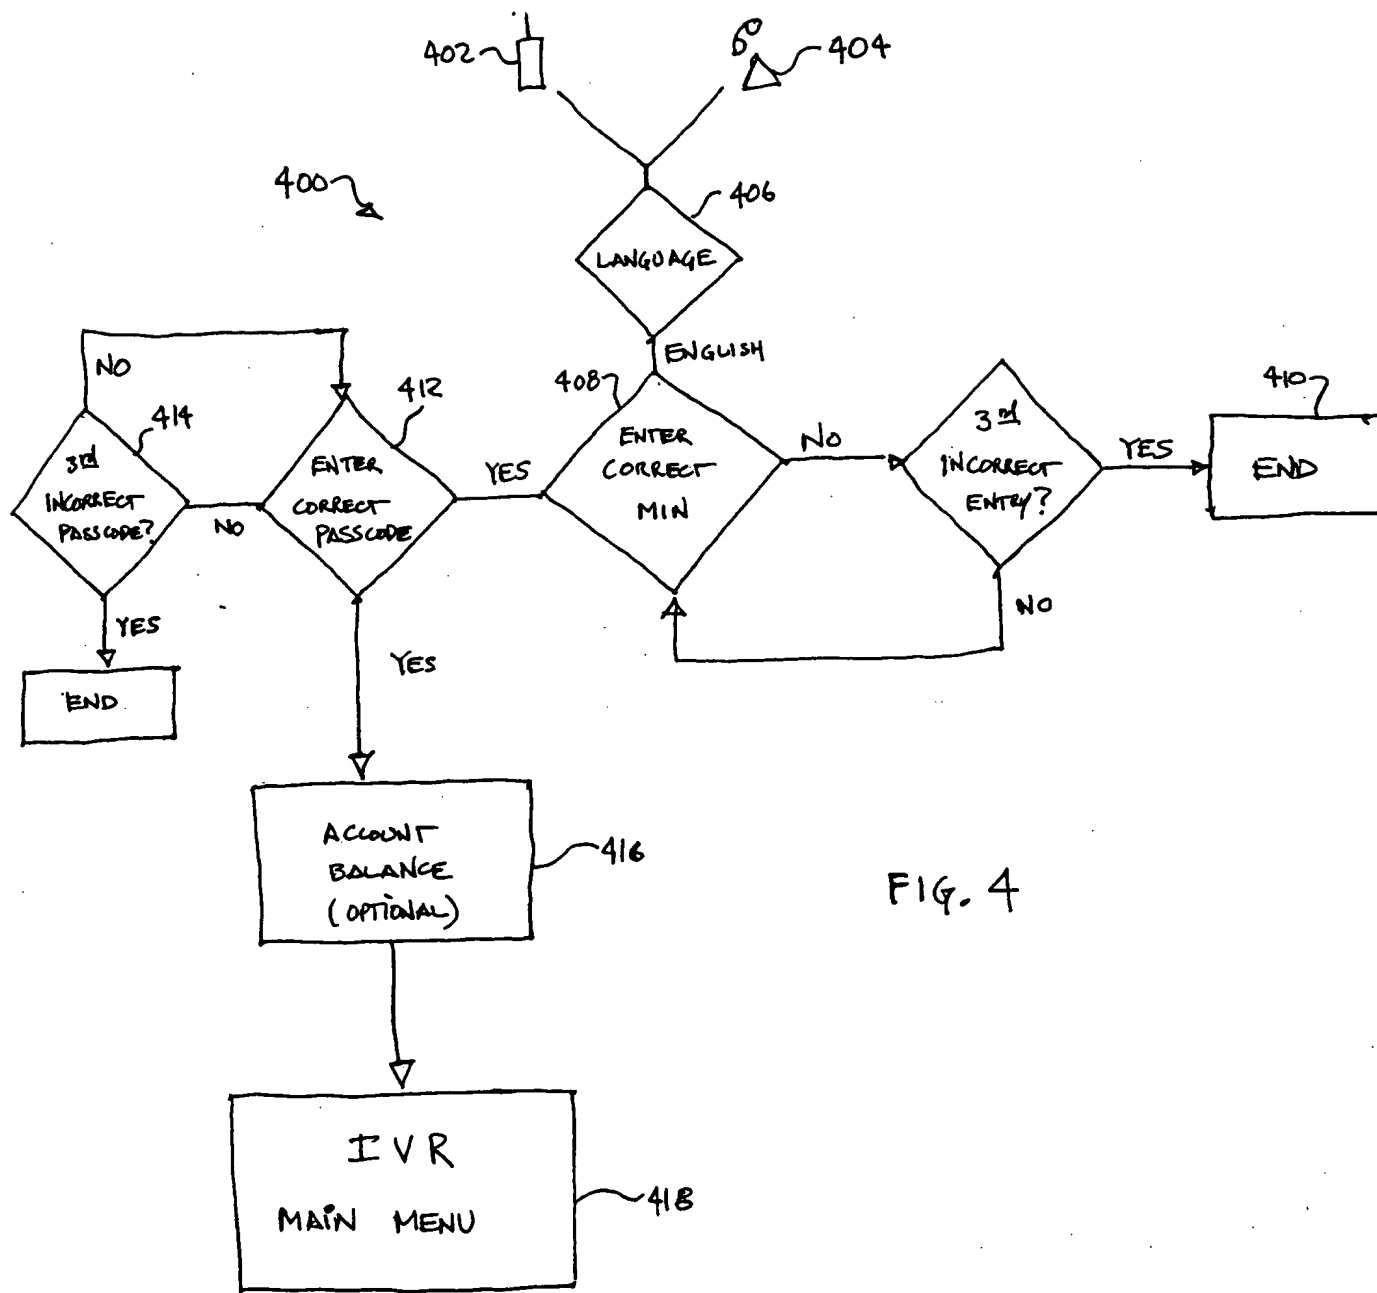 402
404
400
406
LANGUAGE
ENGLISH
408
ENTER
CORRECT
MIN
NO
3rd
INCORRECT
ENTRY?
YES
410
END
NO
YES
412
ENTER
CORRECT
PASSCODE
NO
414
3rd
INCORRECT
PASSCODE?
NO
YES
END
YES
ACCOUNT
BALANCE
(OPTIONAL)
416
FIG. 4
IVR
MAIN MENU
418